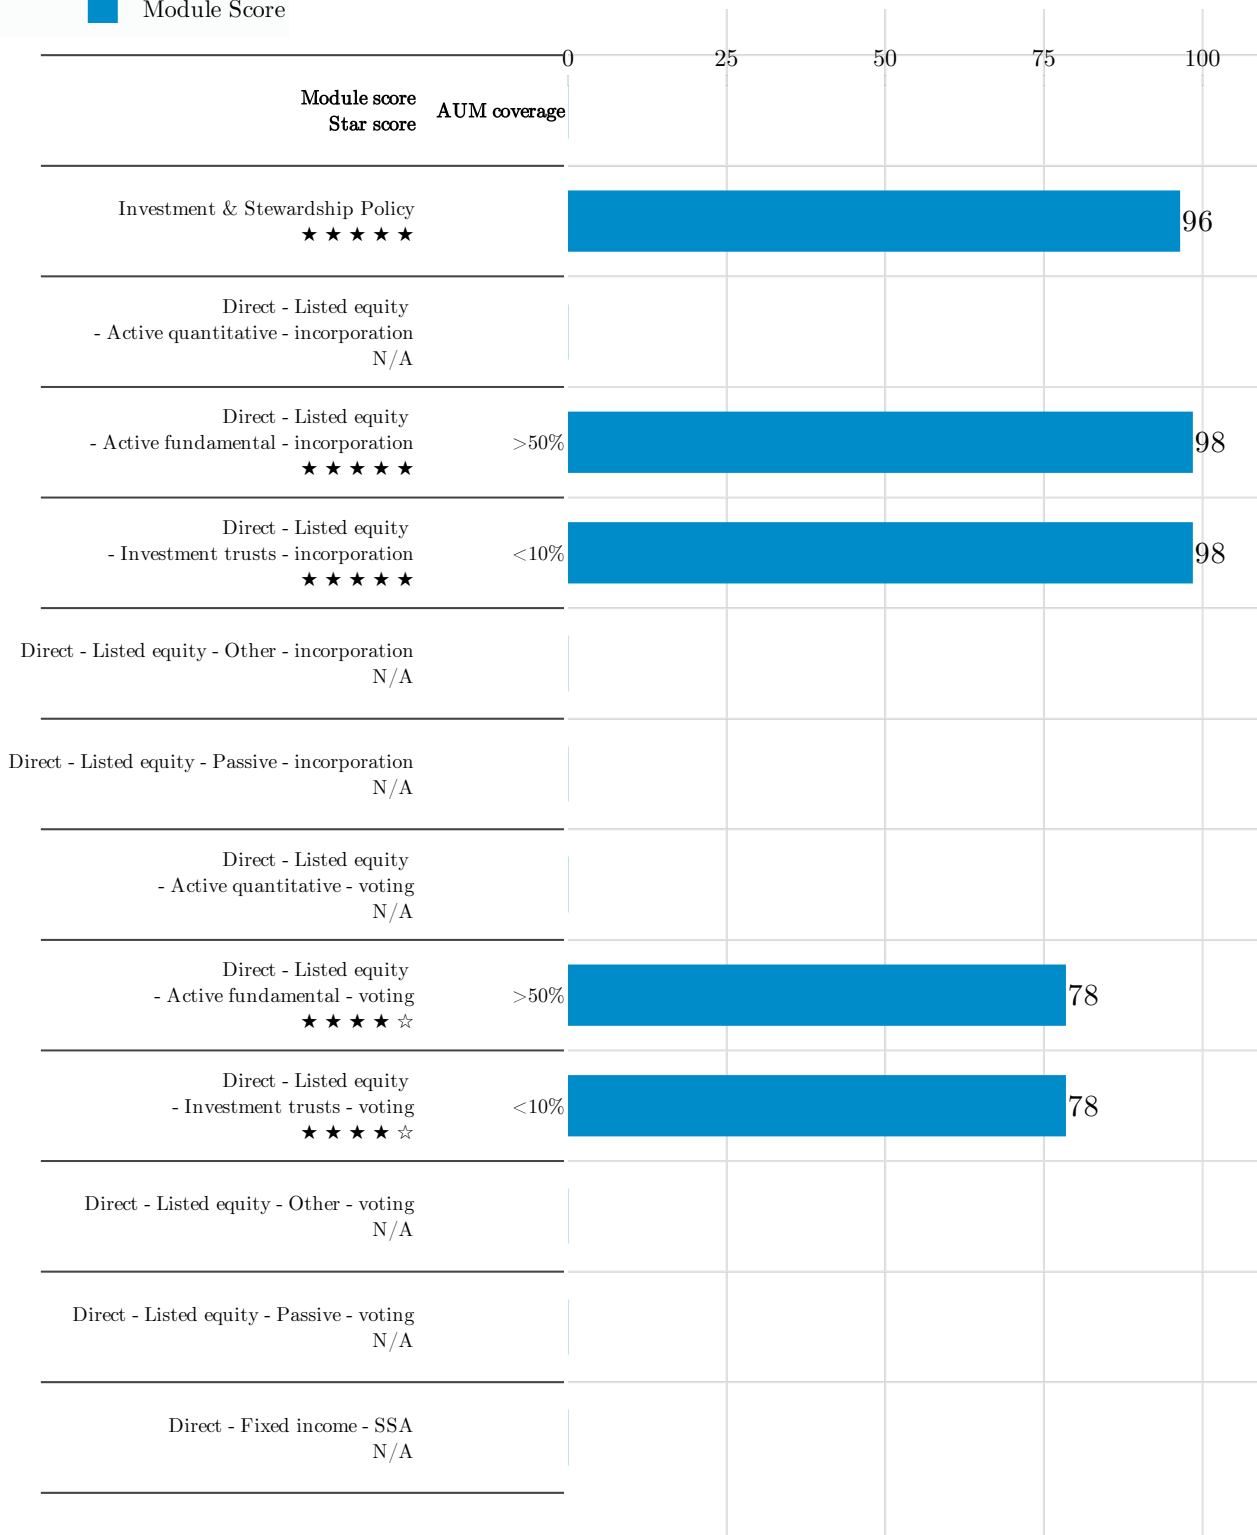 Module Score
0 25 50 75 100
Module score
Star score
AUM coverage
Investment & Stewardship Policy
★ ★ ★ ★ ★
96
Direct - Listed equity
- Active quantitative - incorporation
N/A
Direct - Listed equity
- Active fundamental - incorporation
★ ★ ★ ★ ★
>50%
98
Direct - Listed equity
- Investment trusts - incorporation
★ ★ ★ ★ ★
<10%
98
Direct - Listed equity - Other - incorporation
N/A
Direct - Listed equity - Passive - incorporation
N/A
Direct - Listed equity
- Active quantitative - voting
N/A
Direct - Listed equity
- Active fundamental - voting
★ ★ ★ ★ ☆
>50%
78
Direct - Listed equity
- Investment trusts - voting
★ ★ ★ ★ ☆
<10%
78
Direct - Listed equity - Other - voting
N/A
Direct - Listed equity - Passive - voting
N/A
Direct - Fixed income - SSA
N/A